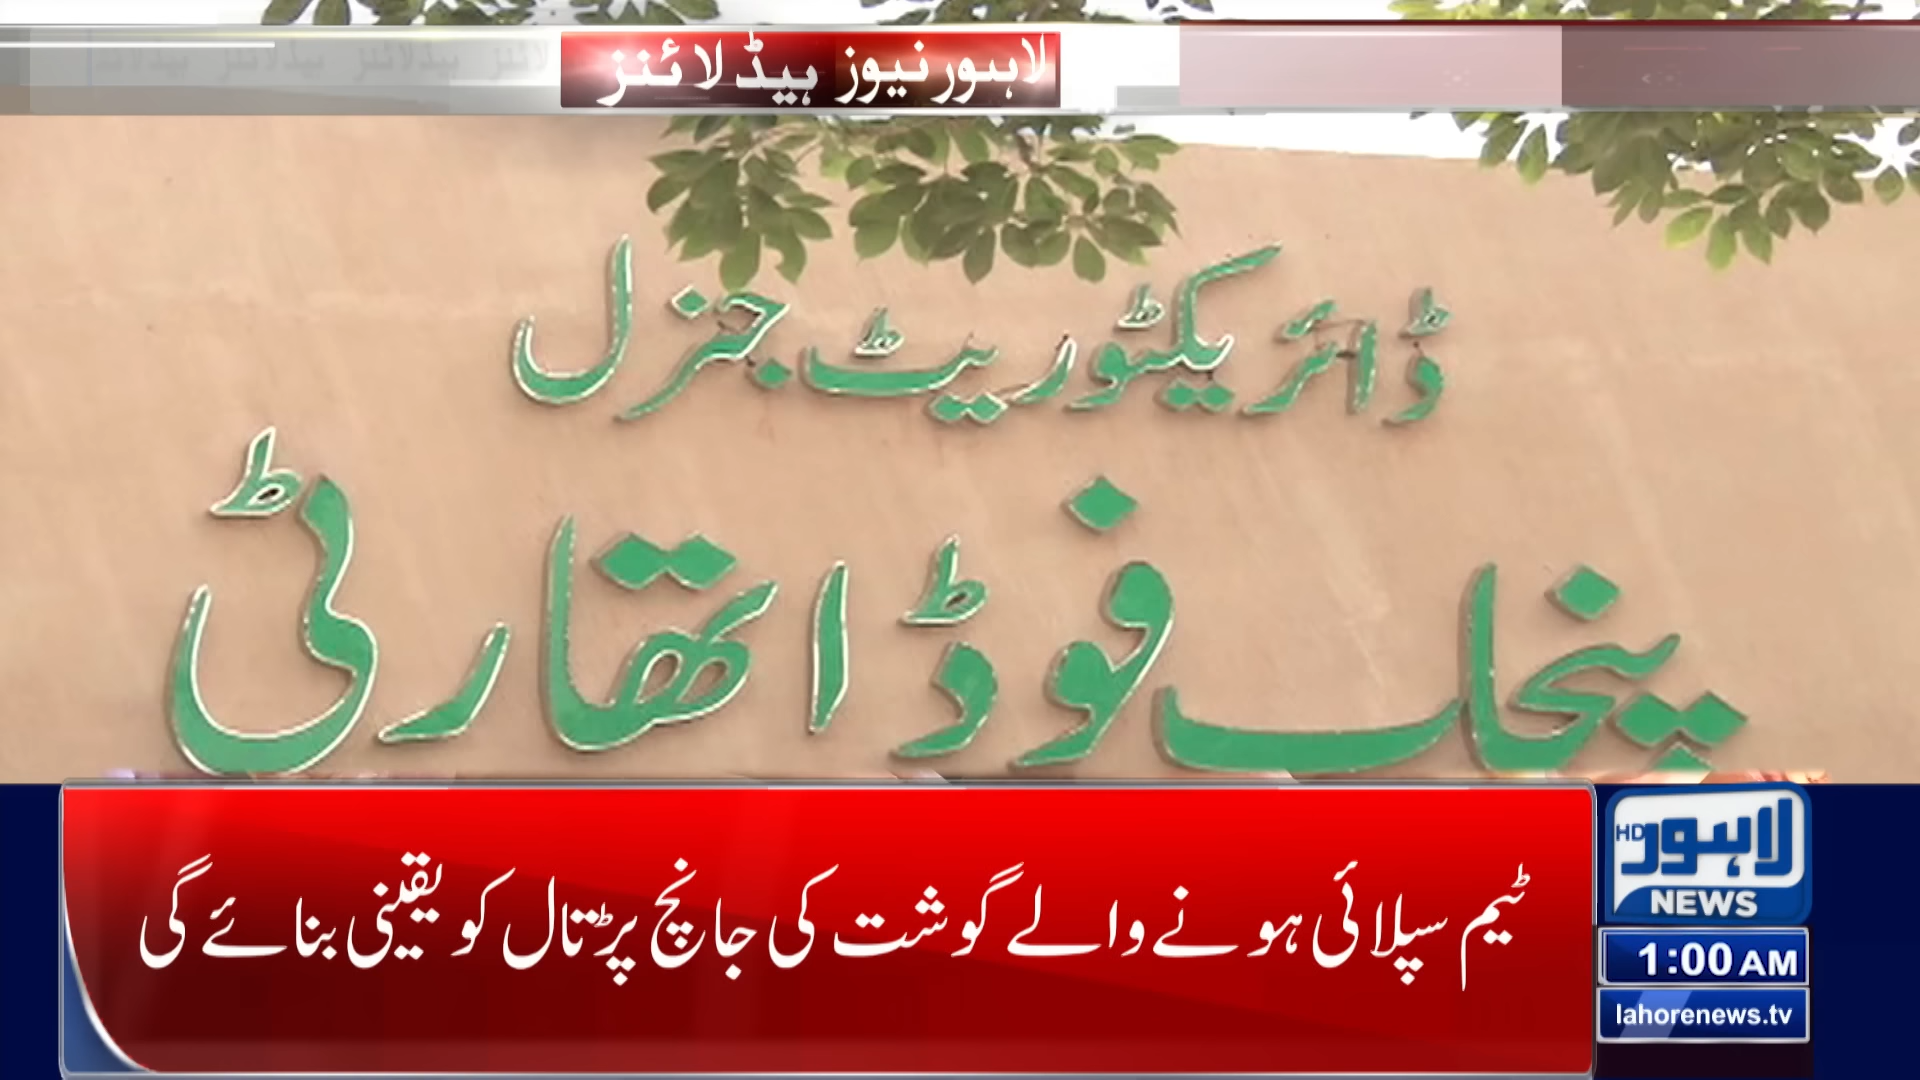 لاہور نیوز ہیڈ لائنز
ڈائریکٹوریٹ جنرل
پنجاب فوڈ اتھارٹی
ٹیم سپلائی ہونے والے گوشت کی جانچ پڑتال کو یقینی بنائے گی
لاہور HD
NEWS
1:00 AM
lahorenews.tv